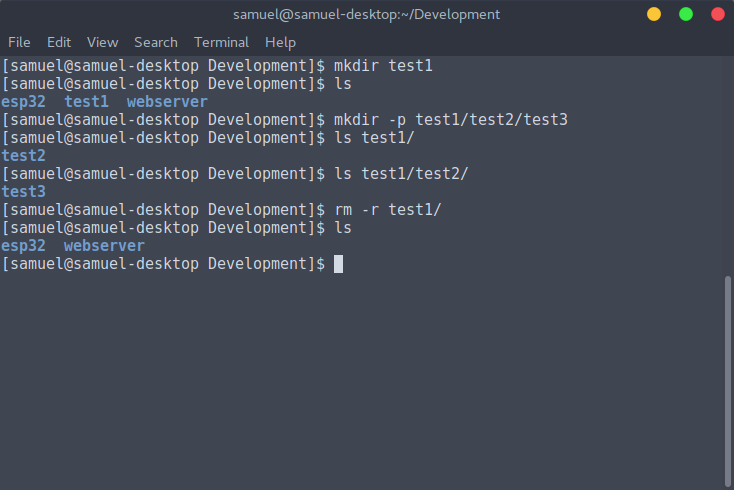 samuel@samuel-desktop:~/Development
File Edit View Search Terminal Help
[samuel@samuel-desktop Development]$ mkdir test1
[samuel@samuel-desktop Development]$ ls
esp32  test1  webserver
[samuel@samuel-desktop Development]$ mkdir -p test1/test2/test3
[samuel@samuel-desktop Development]$ ls test1/
test2
[samuel@samuel-desktop Development]$ ls test1/test2/
test3
[samuel@samuel-desktop Development]$ rm -r test1/
[samuel@samuel-desktop Development]$ ls
esp32  webserver
[samuel@samuel-desktop Development]$